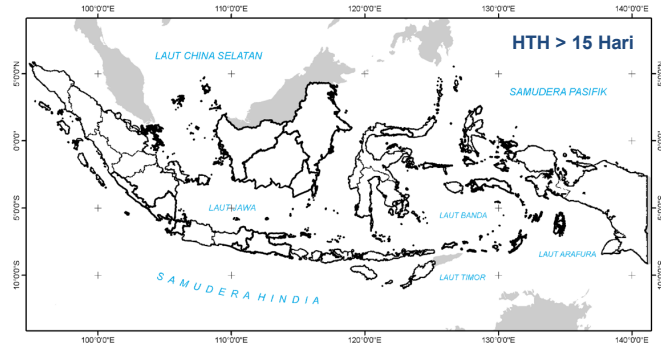 100°0'0"E 110°0'0"E 120°0'0"E 130°0'0"E 140°0'0"E
HTH > 15 Hari
LAUT CHINA SELATAN
5°0'0"N 5°0'0"N
SAMUDERA PASIFIK
0°0'0" 0°0'0"
5°0'0"S LAUT JAWA LAUT BANDA 5°0'0"S
LAUT ARAFURA
10°0'0"S LAUT TIMOR 10°0'0"S
SAMUDERA HINDIA
100°0'0"E 110°0'0"E 120°0'0"E 130°0'0"E 140°0'0"E